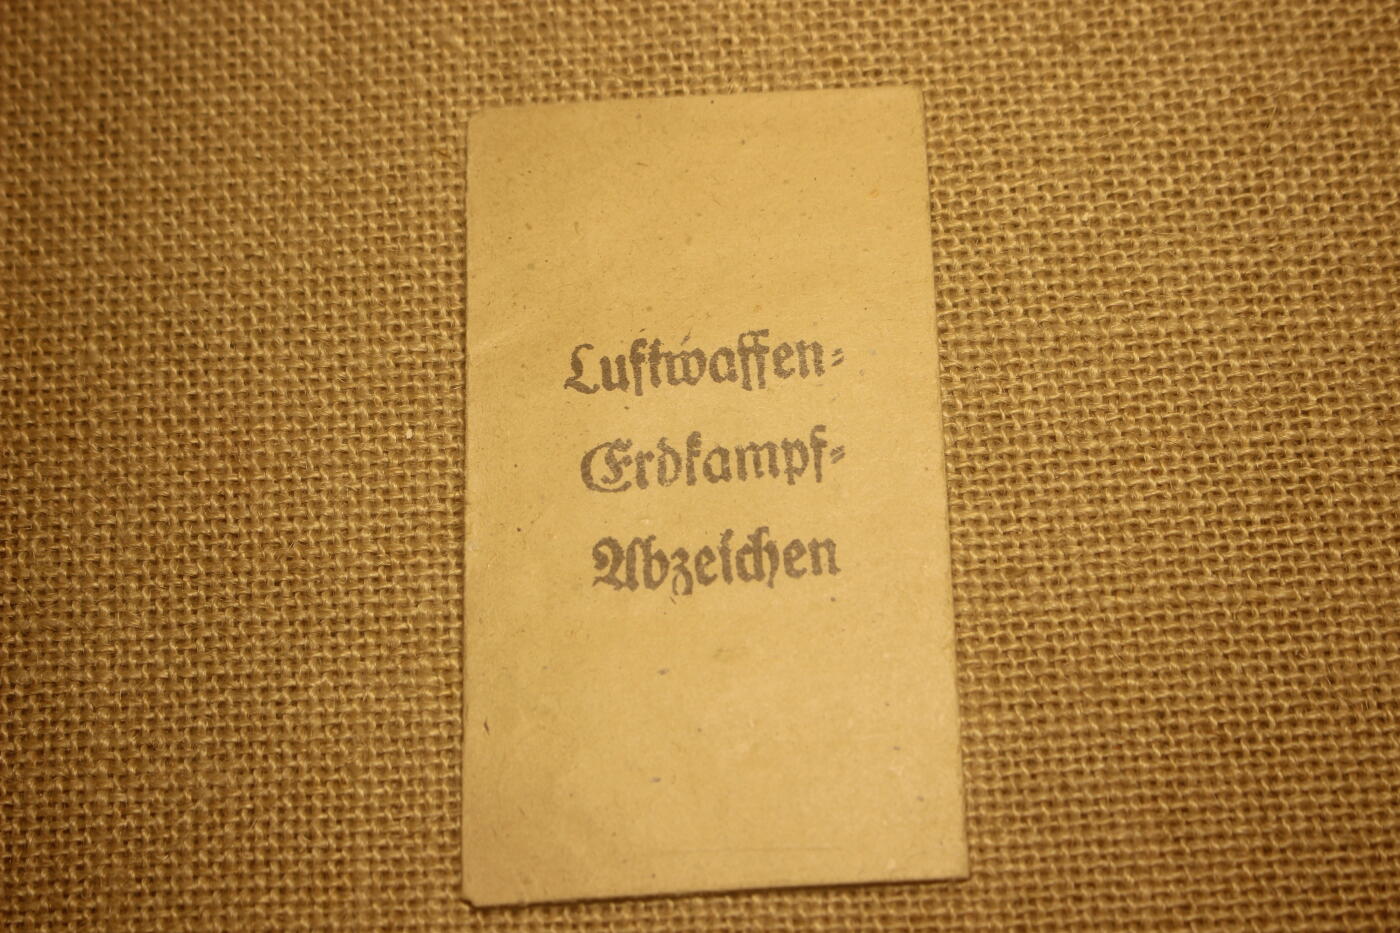 Luftwaffen=
Erdkampf=
Abzeichen